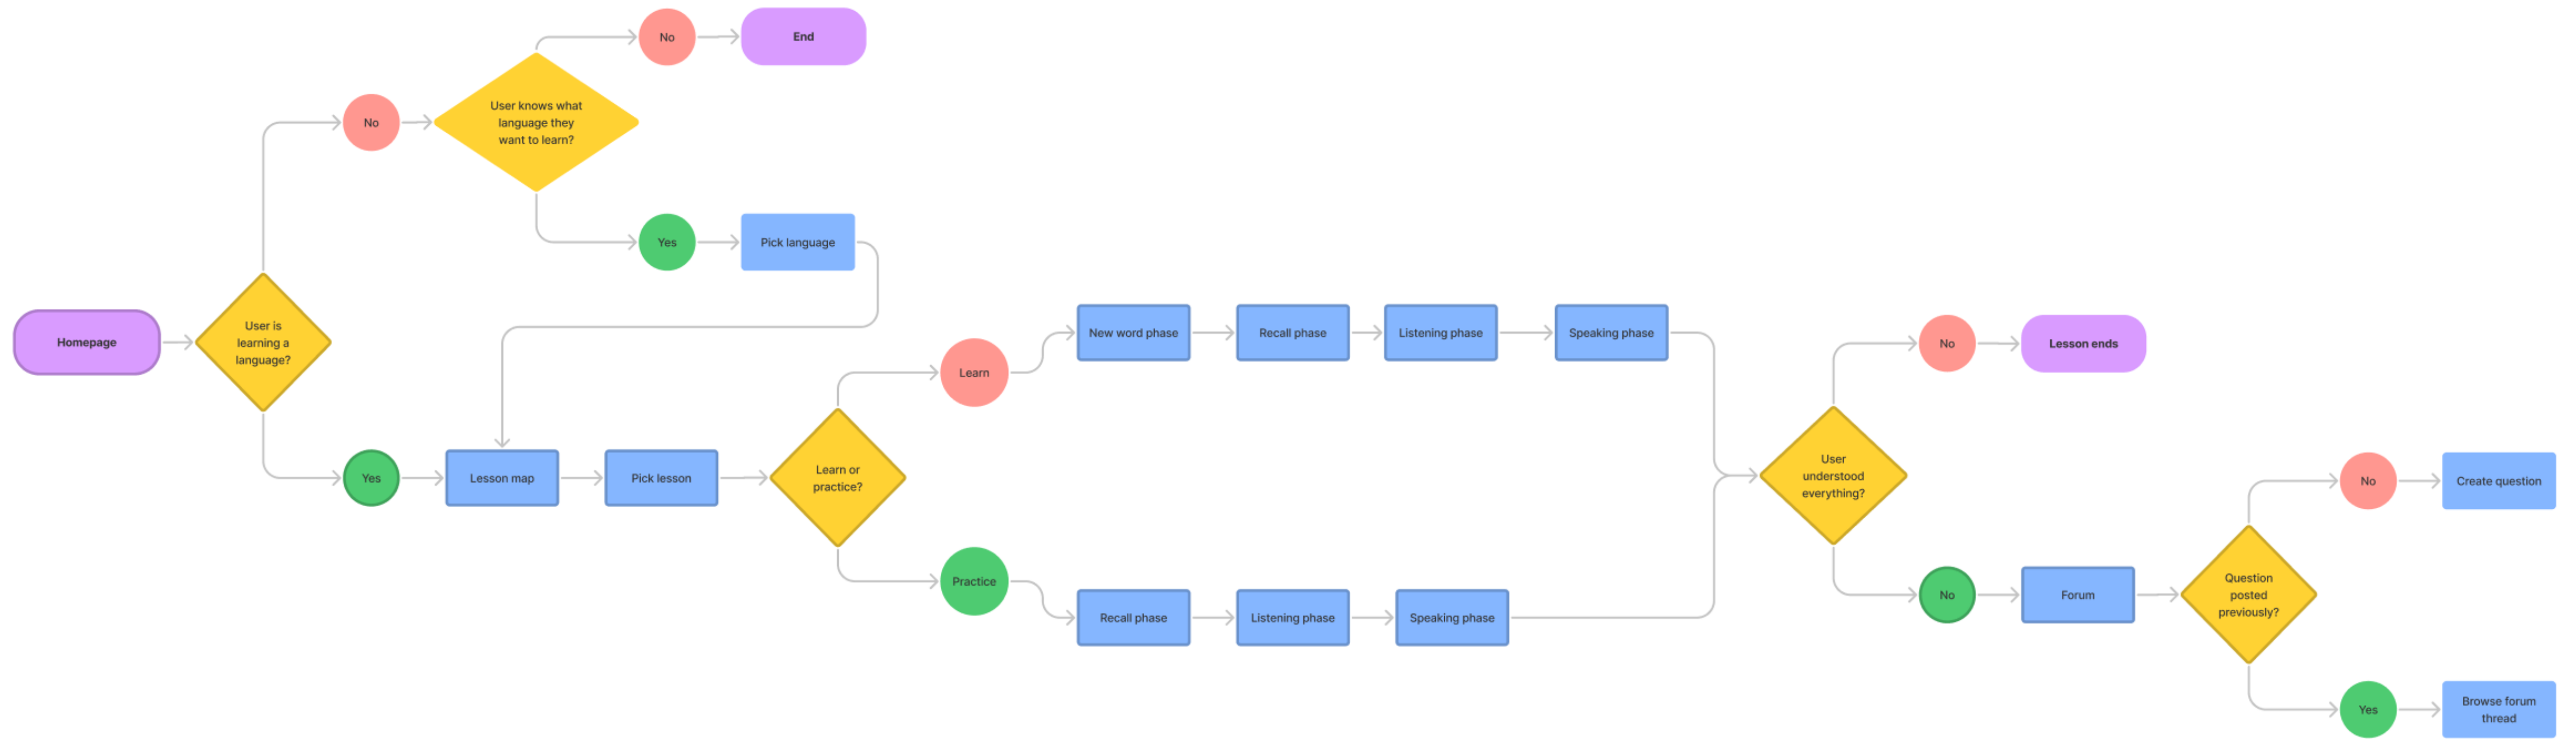 No
End
User knows what
language they
want to learn?
No
Yes
Pick language
Homepage
User is
learning a
language?
Yes
Lesson map
Pick lesson
Learn or
practice?
Learn
New word phase
Recall phase
Listening phase
Speaking phase
Practice
Recall phase
Listening phase
Speaking phase
User
understood
everything?
No
Lesson ends
No
Forum
Question
posted
previously?
No
Create question
Yes
Browse forum
thread